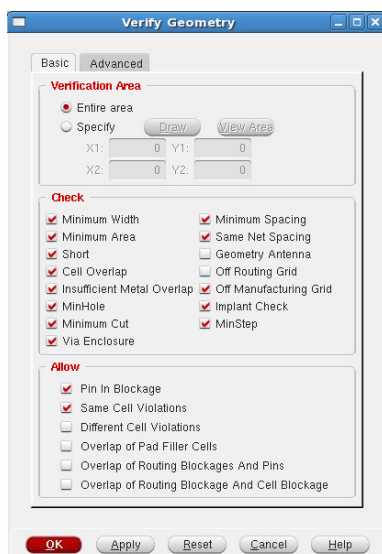 Verify Geometry
Basic Advanced
Verification Area
Entire area
Specify Draw View Area
X1: 0 Y1: 0
X2: 0 Y2: 0
Check
Minimum Width Minimum Spacing
Minimum Area Same Net Spacing
Short Geometry Antenna
Cell Overlap Off Routing Grid
Insufficient Metal Overlap Off Manufacturing Grid
MinHole Implant Check
Minimum Cut MinStep
Via Enclosure
Allow
Pin In Blockage
Same Cell Violations
Different Cell Violations
Overlap of Pad Filler Cells
Overlap of Routing Blockages And Pins
Overlap of Routing Blockage And Cell Blockage
OK Apply Reset Cancel Help